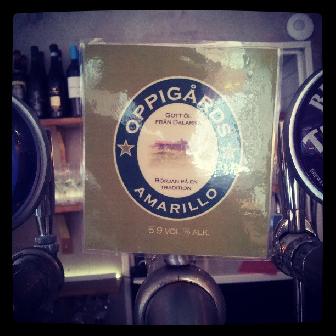 OPPIGÅRDS
GOTT ÖL
FRÅN DALARNA
BÖRJAN PÅ EN
TRADITION
AMARILLO
5,9 VOL. % ALK.